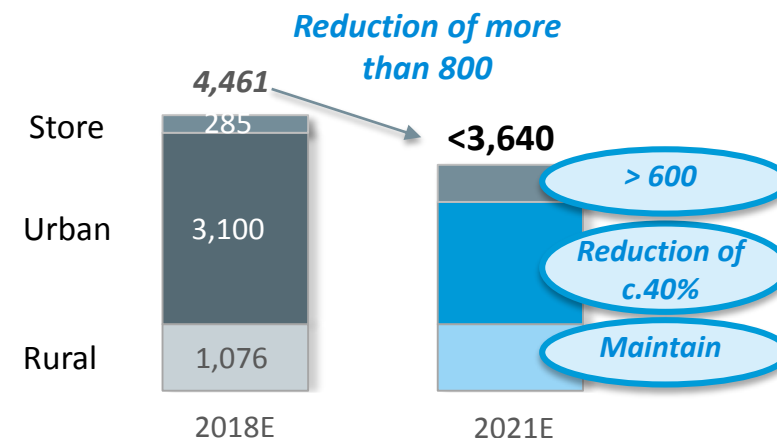 Reduction of more
than 800
4,461
Store
285
<3,640
> 600
Urban
3,100
Reduction of
c.40%
Rural
1,076
Maintain
2018E
2021E